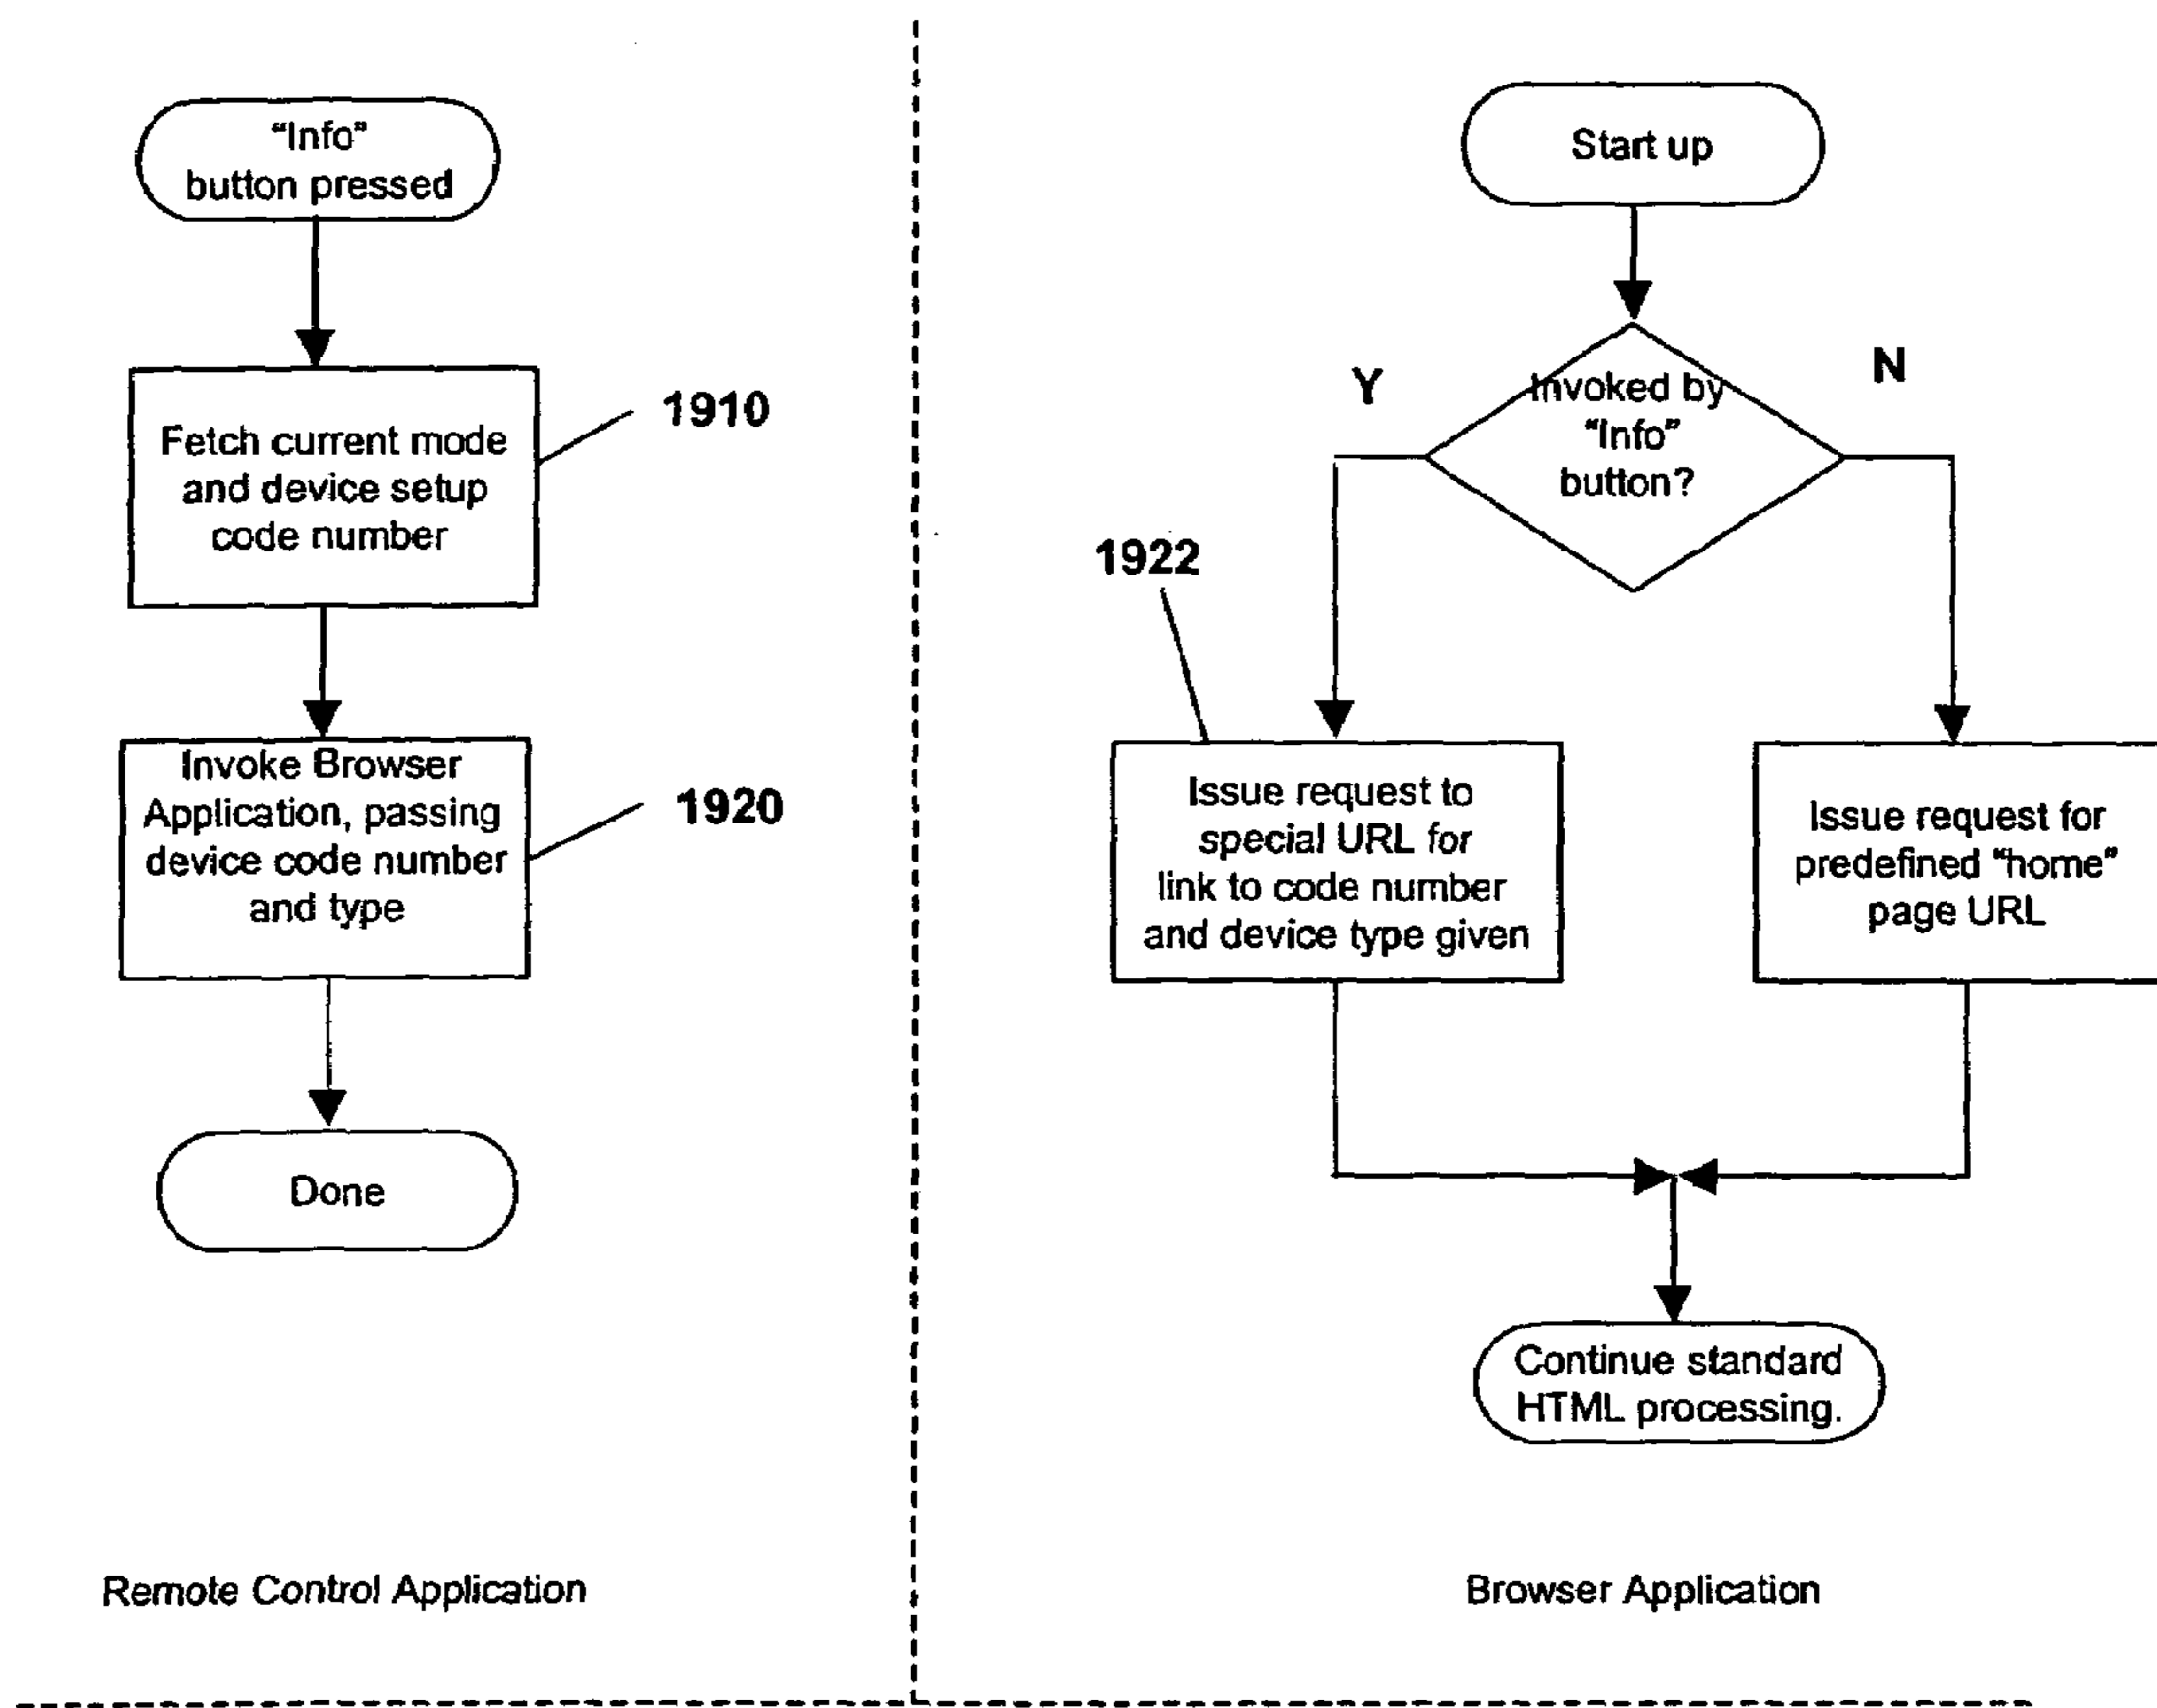 “Info”
button pressed
Fetch current mode
and device setup
code number
1910
Invoke Browser
Application, passing
device code number
and type
1920
Done
Remote Control Application
Start up
Invoked by
“Info”
button?
Y
N
1922
Issue request to
special URL for
link to code number
and device type given
Issue request for
predefined “home”
page URL
Continue standard
HTML processing.
Browser Application